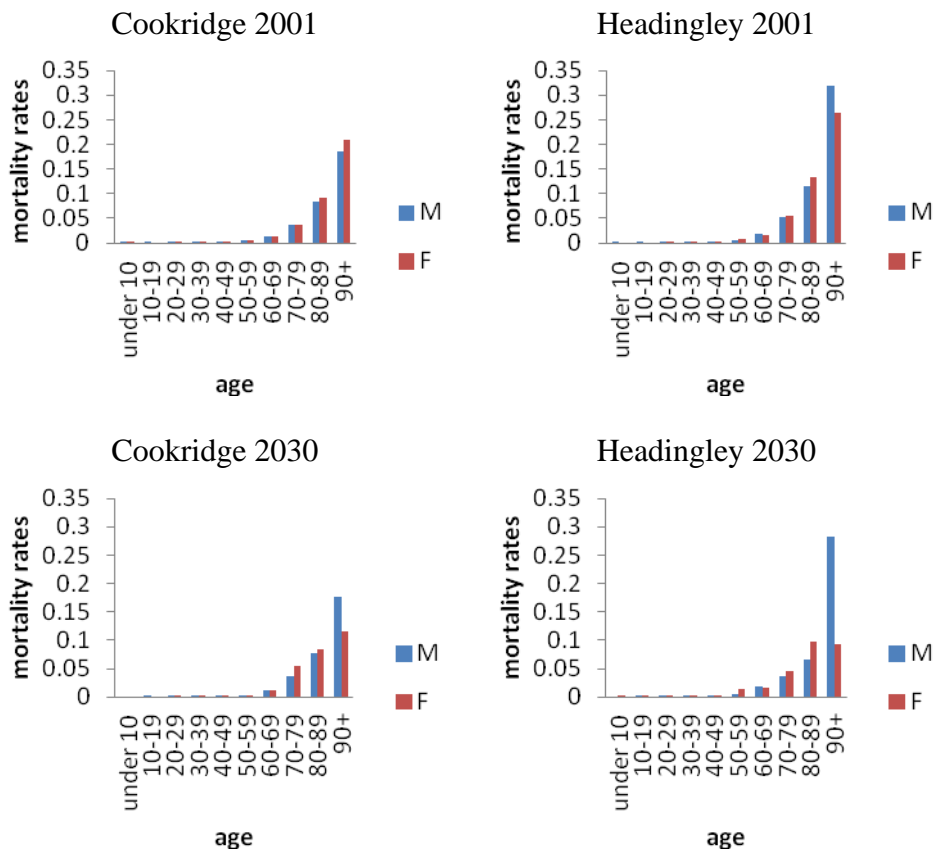 Cookridge 2001
mortality rates
0.35
0.3
0.25
0.2
0.15
0.1
0.05
0
under 10
10-19
20-29
30-39
40-49
50-59
60-69
70-79
80-89
90+
age
M
F
Headingley 2001
mortality rates
0.35
0.3
0.25
0.2
0.15
0.1
0.05
0
under 10
10-19
20-29
30-39
40-49
50-59
60-69
70-79
80-89
90+
age
M
F
Cookridge 2030
mortality rates
0.35
0.3
0.25
0.2
0.15
0.1
0.05
0
under 10
10-19
20-29
30-39
40-49
50-59
60-69
70-79
80-89
90+
age
M
F
Headingley 2030
mortality rates
0.35
0.3
0.25
0.2
0.15
0.1
0.05
0
under 10
10-19
20-29
30-39
40-49
50-59
60-69
70-79
80-89
90+
age
M
F